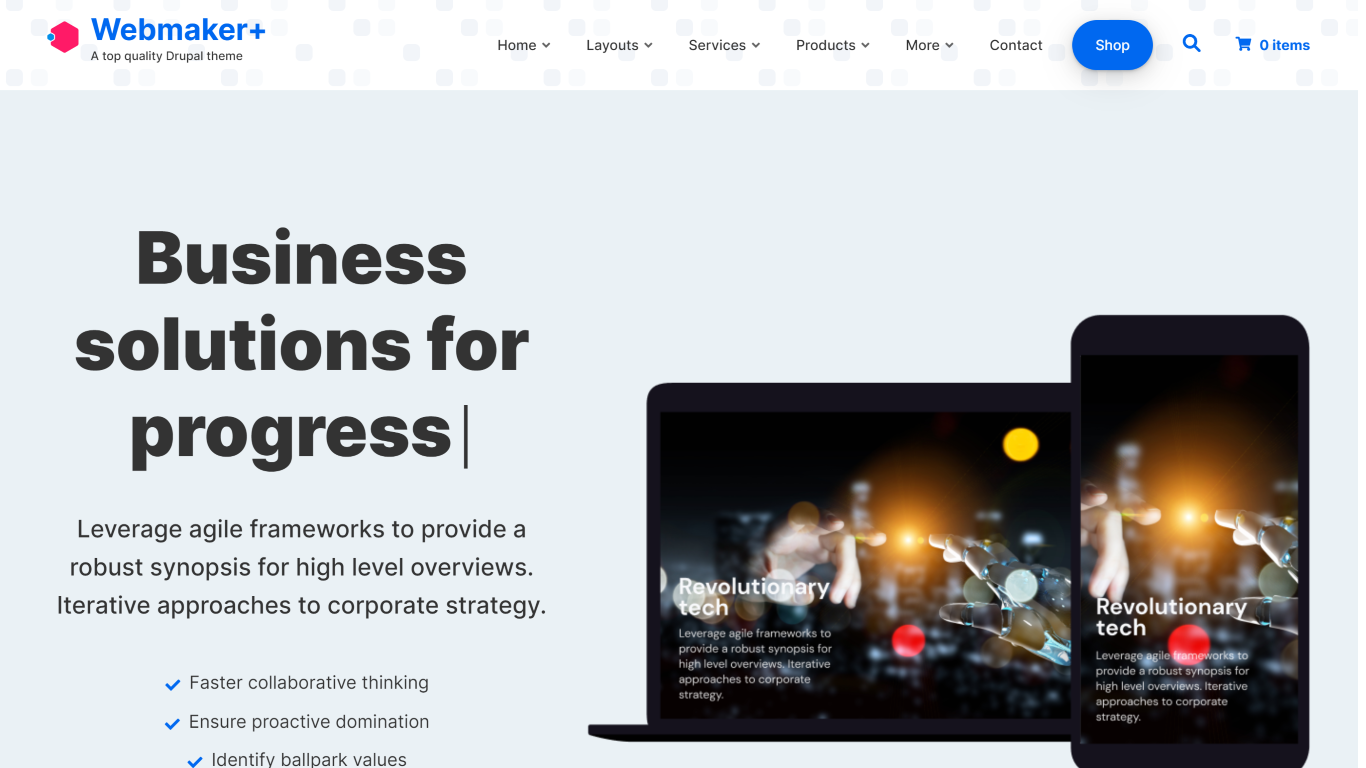 Webmaker+
A top quality Drupal theme
Home
Layouts
Services
Products
More
Contact
Shop
0 items
Business
solutions for
progress
Leverage agile frameworks to provide a
robust synopsis for high level overviews.
Iterative approaches to corporate strategy.
Faster collaborative thinking
Ensure proactive domination
Identify ballpark values
Revolutionary
tech
Leverage agile frameworks to
provide a robust synopsis for
high level overviews. Iterative
approaches to corporate
strategy.
Revolutionary
tech
Leverage agile frameworks to
provide a robust synopsis for
high level overviews. Iterative
approaches to corporate
strategy.